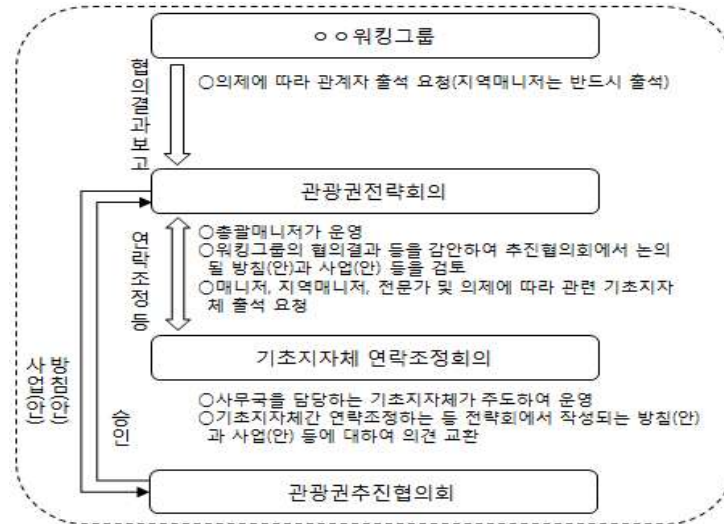 ㅇㅇ워킹그룹
협의결과보고
○의제에 따라 관계자 출석 요청(지역매니저는 반드시 출석)
관광권전략회의
연락조정 등
○총괄매니저가 운영
○워킹그룹의 협의결과 등을 감안하여 추진협의회에서 논의
될 방침(안)과 사업(안) 등을 검토
○매니저, 지역매니저, 전문가 및 의제에 따라 관련 기초지자
체 출석 요청
기초지자체 연락조정회의
방침(안)
사업(안)
승인
○사무국을 담당하는 기초지자체가 주도하여 운영
○기초지자체간 연략조정하는 등 전략회에서 작성되는 방침(안)
과 사업(안) 등에 대하여 의견 교환
관광권추진협의회